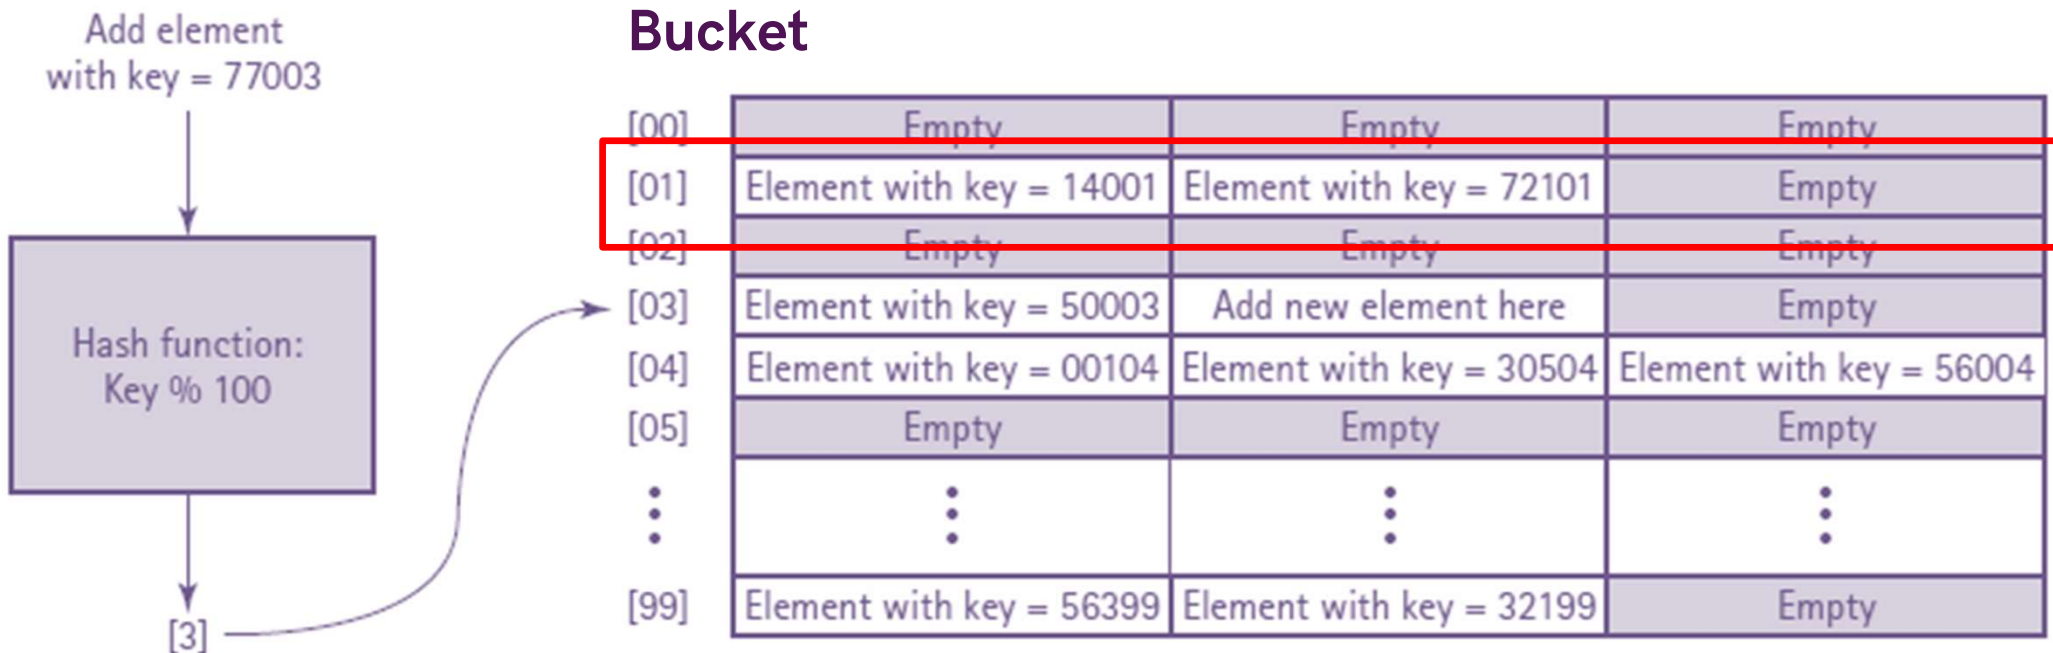 Add element
with key = 77003
Bucket
[00] Empty Empty Empty
[01] Element with key = 14001 Element with key = 72101 Empty
[02] Empty Empty Empty
[03] Element with key = 50003 Add new element here Empty
[04] Element with key = 00104 Element with key = 30504 Element with key = 56004
[05] Empty Empty Empty
[99] Element with key = 56399 Element with key = 32199 Empty
Hash function:
Key % 100
[3]